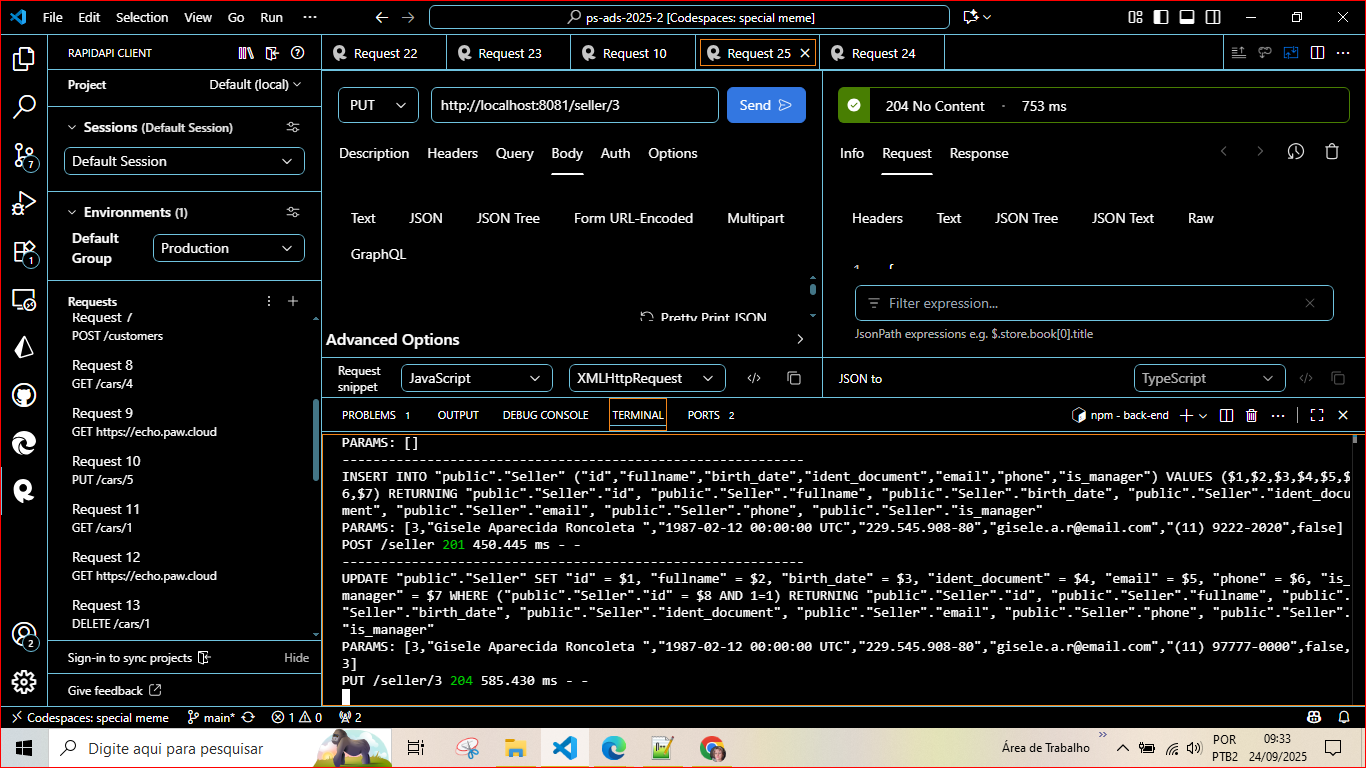 File Edit Selection View Go Run ··· ps-ads-2025-2 [Codespaces: special meme]
RAPIDAPI CLIENT
Project Default (local)
Sessions (Default Session)
Default Session
Environments (1)
Default Group
Production
Requests
Request 7
POST /customers
Request 8
GET /cars/4
Request 9
GET https://echo.paw.cloud
Request 10
PUT /cars/5
Request 11
GET /cars/1
Request 12
GET https://echo.paw.cloud
Request 13
DELETE /cars/1
Sign-in to sync projects Hide
Give feedback
7
1
2
Request 22 Request 23 Request 10 Request 25 Request 24
PUT http://localhost:8081/seller/3 Send
Description Headers Query Body Auth Options
Text JSON JSON Tree Form URL-Encoded Multipart
GraphQL
Pretty Print JSON
Advanced Options
Request snippet
JavaScript XMLHttpRequest
204 No Content · 753 ms
Info Request Response
Headers Text JSON Tree JSON Text Raw
1 {
Filter expression...
JsonPath expressions e.g. $.store.book[0].title
JSON to TypeScript
PROBLEMS 1 OUTPUT DEBUG CONSOLE TERMINAL PORTS 2 npm - back-end
PARAMS: []
------------------------------------------------------------
INSERT INTO "public"."Seller" ("id","fullname","birth_date","ident_document","email","phone","is_manager") VALUES ($1,$2,$3,$4,$5,$
6,$7) RETURNING "public"."Seller"."id", "public"."Seller"."fullname", "public"."Seller"."birth_date", "public"."Seller"."ident_docu
ment", "public"."Seller"."email", "public"."Seller"."phone", "public"."Seller"."is_manager"
PARAMS: [3,"Gisele Aparecida Roncoleta ","1987-02-12 00:00:00 UTC","229.545.908-80","gisele.a.r@email.com","(11) 9222-2020",false]
POST /seller 201 450.445 ms - -
------------------------------------------------------------
UPDATE "public"."Seller" SET "id" = $1, "fullname" = $2, "birth_date" = $3, "ident_document" = $4, "email" = $5, "phone" = $6, "is_
manager" = $7 WHERE ("public"."Seller"."id" = $8 AND 1=1) RETURNING "public"."Seller"."id", "public"."Seller"."fullname", "public".
"Seller"."birth_date", "public"."Seller"."ident_document", "public"."Seller"."email", "public"."Seller"."phone", "public"."Seller".
"is_manager"
PARAMS: [3,"Gisele Aparecida Roncoleta ","1987-02-12 00:00:00 UTC","229.545.908-80","gisele.a.r@email.com","(11) 97777-0000",false,
3]
PUT /seller/3 204 585.430 ms - -
Codespaces: special meme main* 1 0 2
Digite aqui para pesquisar
Área de Trabalho
POR
PTB2
09:33
24/09/2025